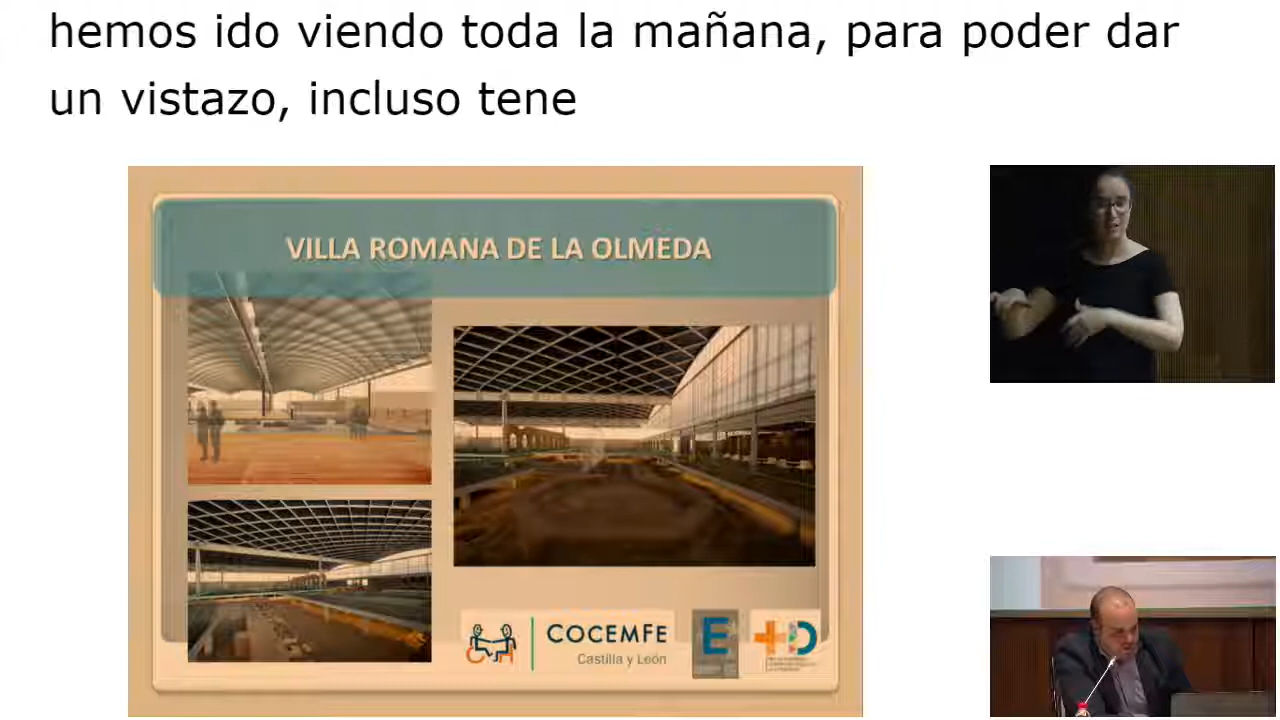 hemos ido viendo toda la mañana, para poder dar
un vistazo, incluso tene
VILLA ROMANA DE LA OLMEDA
COCEMFE
Castilla y León
E
+D